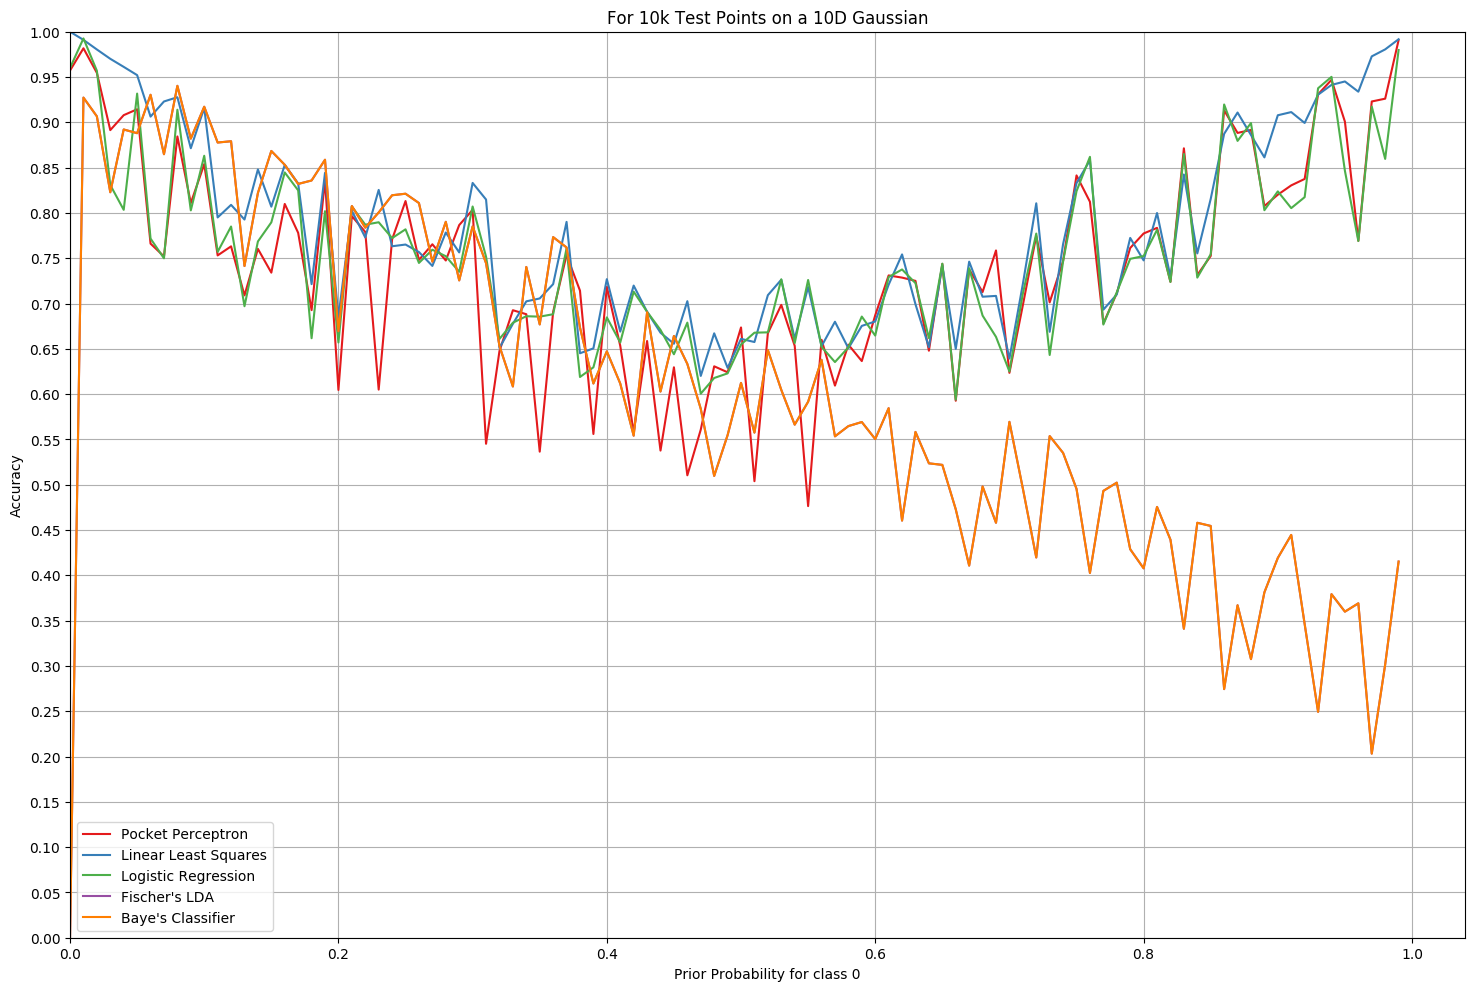 For 10k Test Points on a 10D Gaussian
1.00
0.95
0.90
0.85
0.80
0.75
0.70
0.65
0.60
0.55
0.50
0.45
0.40
0.35
0.30
0.25
0.20
0.15
0.10
0.05
0.00
Accuracy
Pocket Perceptron
Linear Least Squares
Logistic Regression
Fischer's LDA
Baye's Classifier
0.0 0.2 0.4 0.6 0.8 1.0
Prior Probability for class 0